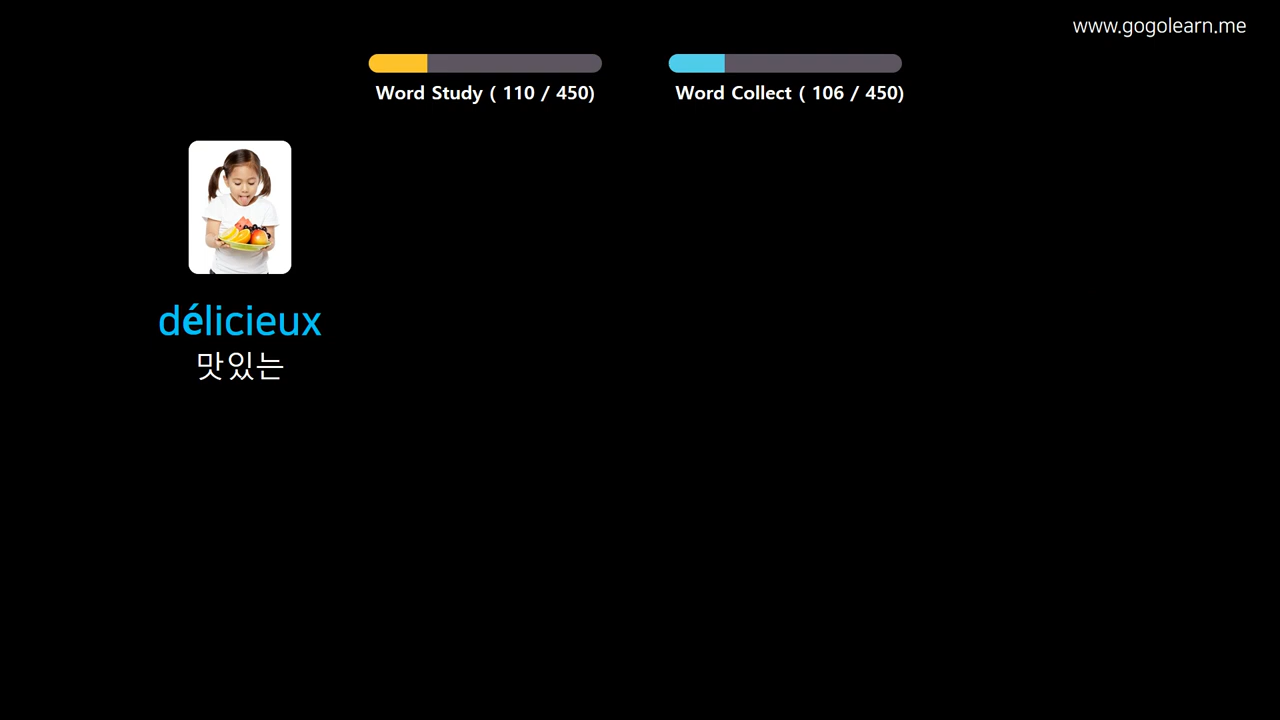 www.gogolearn.me
Word Study ( 110 / 450)
Word Collect ( 106 / 450)
délicieux
맛있는